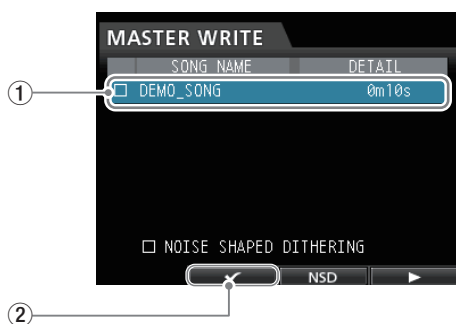 MASTER WRITE
SONG NAME DETAIL
① □ DEMO_SONG 0m10s
□ NOISE SHAPED DITHERING
✓ NSD ►
②